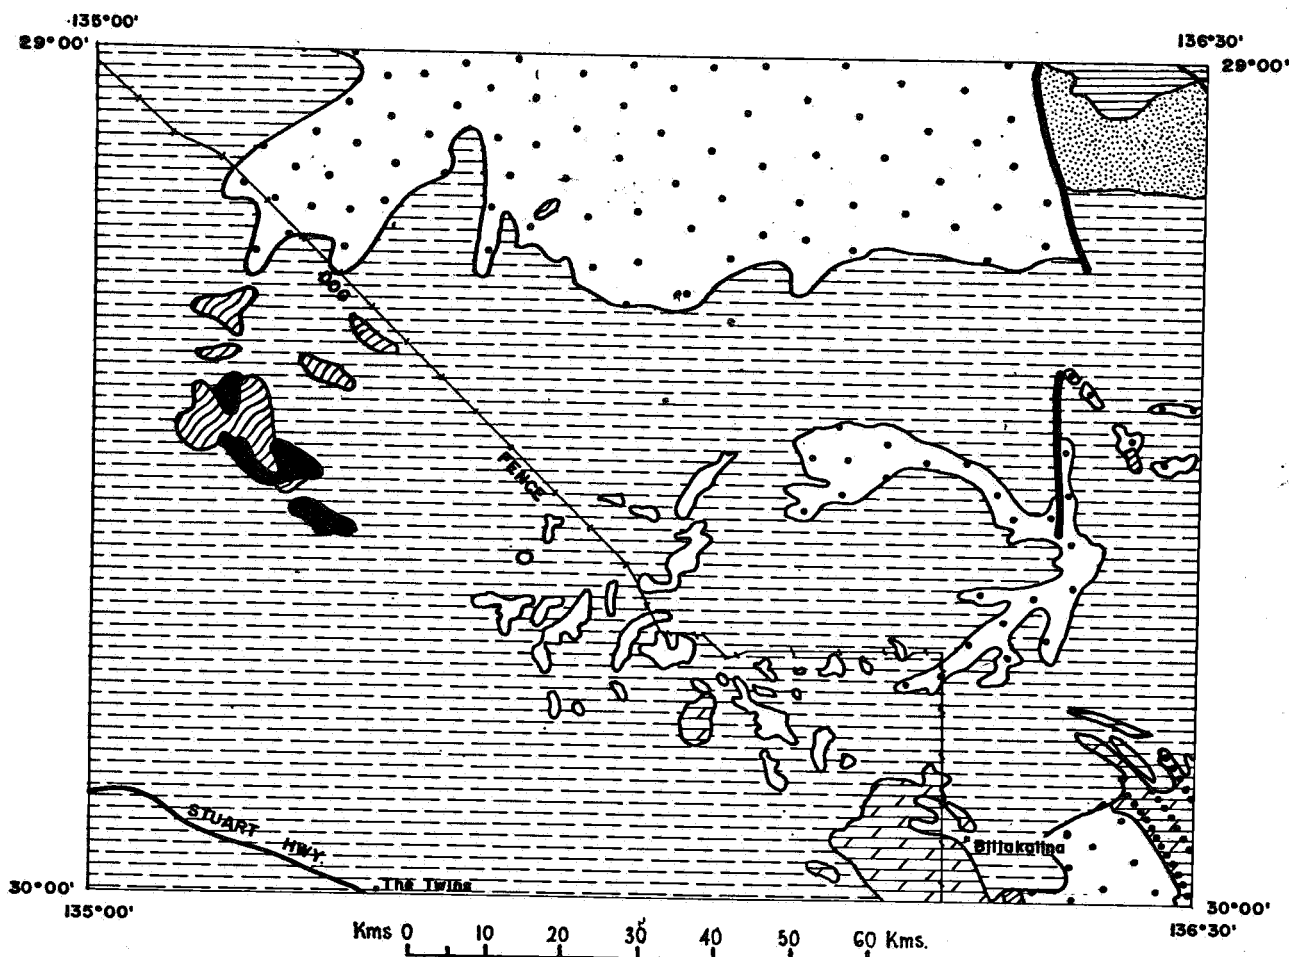 135°00'
29°00'
136°30'
29°00'
DOG
FENCE
STUART HWY.
The Twins
Billakalina
30°00'
135°00'
30°00'
136°30'
Kms 0 10 20 30 40 50 60 Kms.